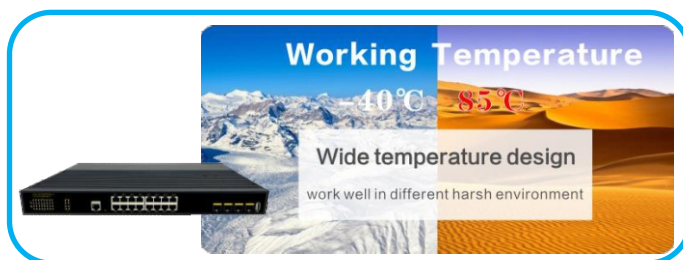 Working Temperature
-40℃ 85℃
Wide temperature design
work well in different harsh environment